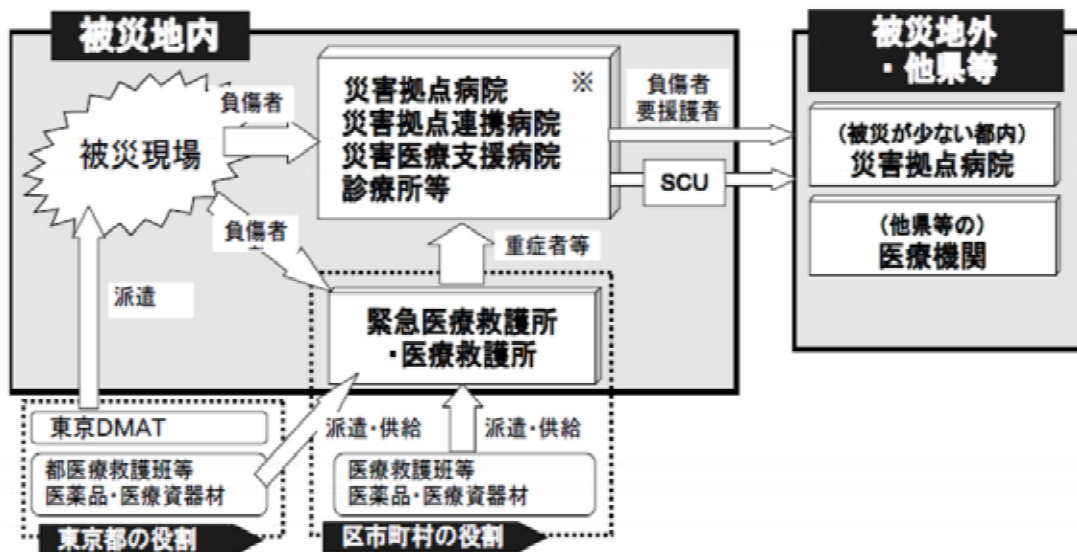 被災地内
被災現場
負傷者
災害拠点病院
※
災害拠点連携病院
災害医療支援病院
診療所等
負傷者
要援護者
SCU
被災地外
・他県等
(被災が少ない都内)
災害拠点病院
(他県等の)
医療機関
負傷者
重症者等
派遣
緊急医療救護所
・医療救護所
東京DMAT
都医療救護班等
医薬品・医療資器材
東京都の役割
派遣・供給
派遣・供給
医療救護班等
医薬品・医療資器材
区市町村の役割